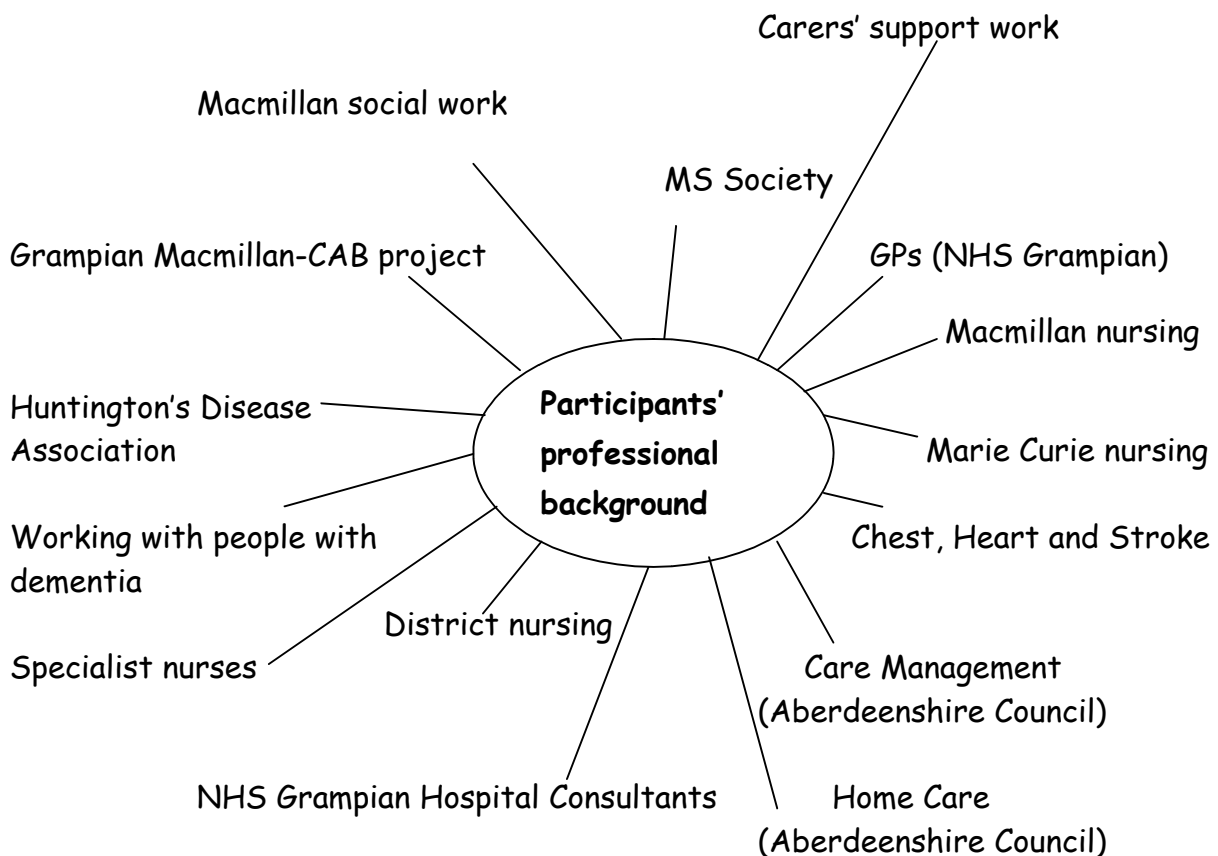 Carers’ support work
Macmillan social work
MS Society
Grampian Macmillan-CAB project
GPs (NHS Grampian)
Macmillan nursing
Huntington’s Disease
Association
Participants’
professional
background
Marie Curie nursing
Working with people with
dementia
Chest, Heart and Stroke
District nursing
Specialist nurses
Care Management
(Aberdeenshire Council)
NHS Grampian Hospital Consultants
Home Care
(Aberdeenshire Council)